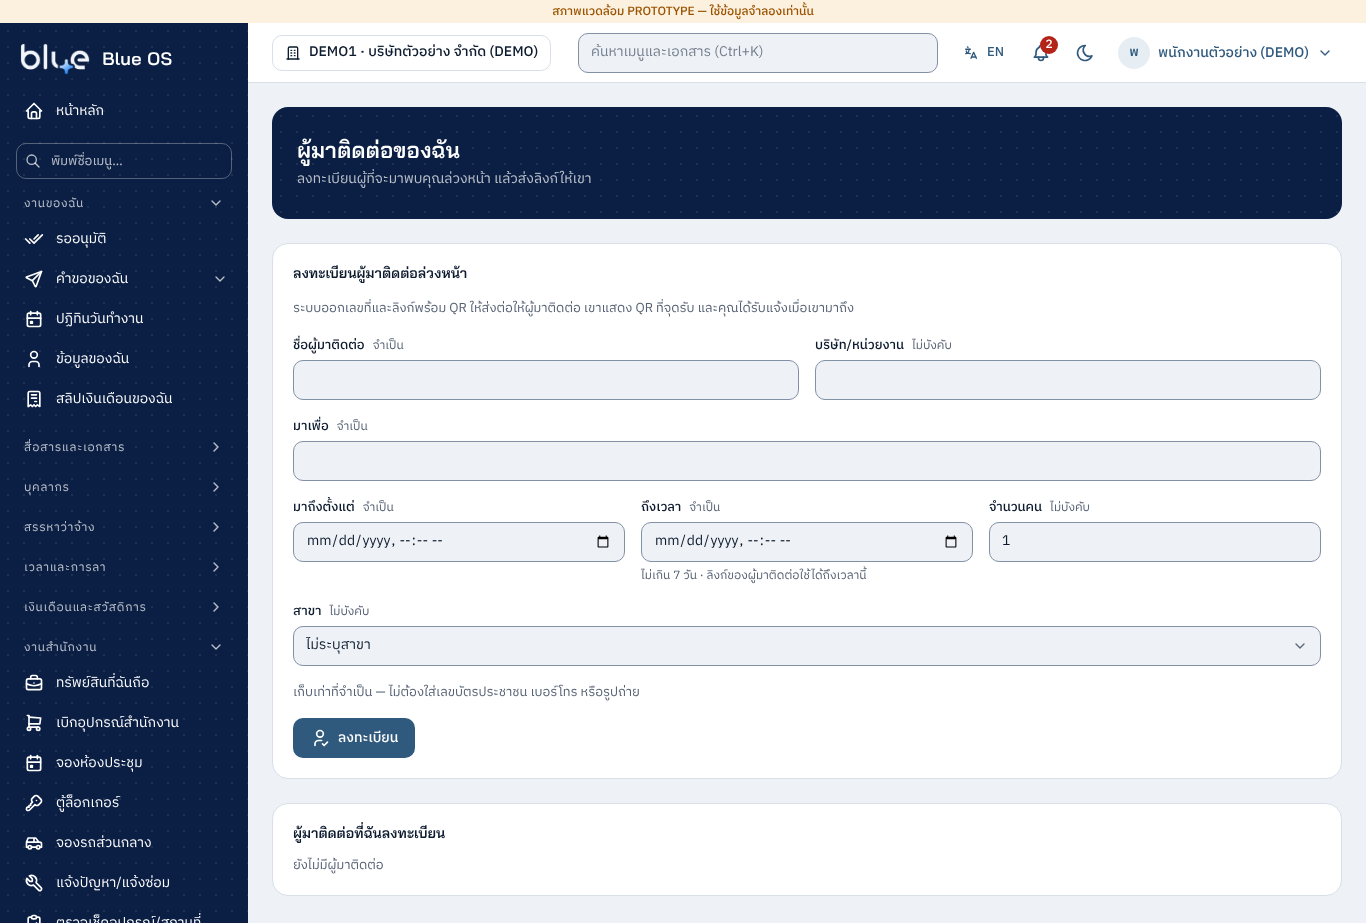 สภาพแวดล้อม PROTOTYPE — ใช้ข้อมูลจำลองเท่านั้น
blue Blue OS
DEMO1 · บริษัทตัวอย่าง จำกัด (DEMO)
ค้นหาเมนูและเอกสาร (Ctrl+K)
EN
2
พ
พนักงานตัวอย่าง (DEMO)
หน้าหลัก
พิมพ์ชื่อเมนู...
งานของฉัน
รออนุมัติ
คำขอของฉัน
ปฏิทินวันทำงาน
ข้อมูลของฉัน
สลิปเงินเดือนของฉัน
สื่อสารและเอกสาร
บุคลากร
สรรหาว่าจ้าง
เวลาและการลา
เงินเดือนและสวัสดิการ
งานสำนักงาน
ทรัพย์สินที่ฉันถือ
เบิกอุปกรณ์สำนักงาน
จองห้องประชุม
ตู้ล็อกเกอร์
จองรถส่วนกลาง
แจ้งปัญหา/แจ้งซ่อม
ตรวจเช็คอุปกรณ์/สถานที่
ผู้มาติดต่อของฉัน
ลงทะเบียนผู้ที่จะมาพบคุณล่วงหน้า แล้วส่งลิงก์ให้เขา
ลงทะเบียนผู้มาติดต่อล่วงหน้า
ระบบออกเลขที่และลิงก์พร้อม QR ให้ส่งต่อให้ผู้มาติดต่อ เขาแสดง QR ที่จุดรับ และคุณได้รับแจ้งเมื่อเขามาถึง
ชื่อผู้มาติดต่อ จำเป็น
บริษัท/หน่วยงาน ไม่บังคับ
มาเพื่อ จำเป็น
มาถึงตั้งแต่ จำเป็น
ถึงเวลา จำเป็น
จำนวนคน ไม่บังคับ
mm/dd/yyyy, --:-- --
mm/dd/yyyy, --:-- --
1
ไม่เกิน 7 วัน · ลิงก์ของผู้มาติดต่อใช้ได้ถึงเวลานี้
สาขา ไม่บังคับ
ไม่ระบุสาขา
เก็บเท่าที่จำเป็น — ไม่ต้องใส่เลขบัตรประชาชน เบอร์โทร หรือรูปถ่าย
ลงทะเบียน
ผู้มาติดต่อที่ฉันลงทะเบียน
ยังไม่มีผู้มาติดต่อ